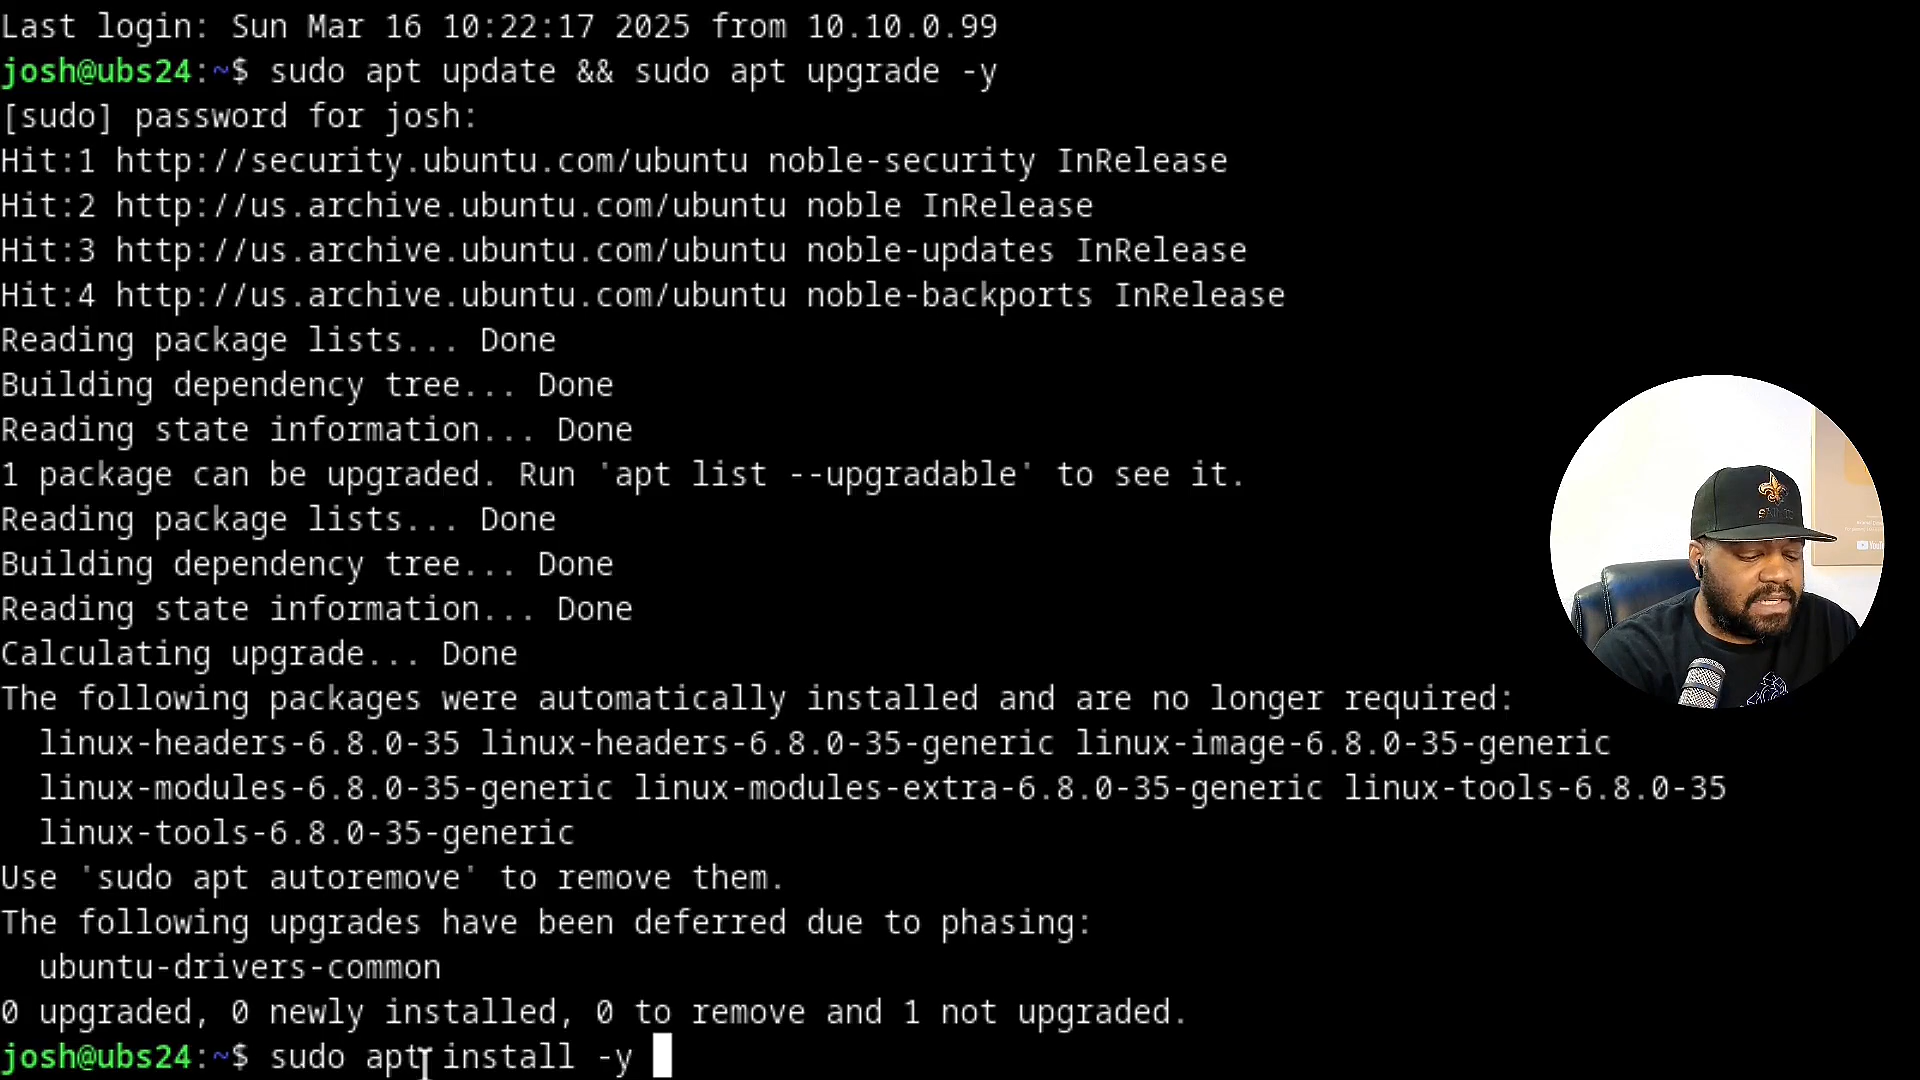 Last login: Sun Mar 16 10:22:17 2025 from 10.10.0.99
josh@ubs24:~$ sudo apt update && sudo apt upgrade -y
[sudo] password for josh:
Hit:1 http://security.ubuntu.com/ubuntu noble-security InRelease
Hit:2 http://us.archive.ubuntu.com/ubuntu noble InRelease
Hit:3 http://us.archive.ubuntu.com/ubuntu noble-updates InRelease
Hit:4 http://us.archive.ubuntu.com/ubuntu noble-backports InRelease
Reading package lists... Done
Building dependency tree... Done
Reading state information... Done
1 package can be upgraded. Run 'apt list --upgradable' to see it.
Reading package lists... Done
Building dependency tree... Done
Reading state information... Done
Calculating upgrade... Done
The following packages were automatically installed and are no longer required:
  linux-headers-6.8.0-35 linux-headers-6.8.0-35-generic linux-image-6.8.0-35-generic
  linux-modules-6.8.0-35-generic linux-modules-extra-6.8.0-35-generic linux-tools-6.8.0-35
  linux-tools-6.8.0-35-generic
Use 'sudo apt autoremove' to remove them.
The following upgrades have been deferred due to phasing:
  ubuntu-drivers-common
0 upgraded, 0 newly installed, 0 to remove and 1 not upgraded.
josh@ubs24:~$ sudo apt install -y